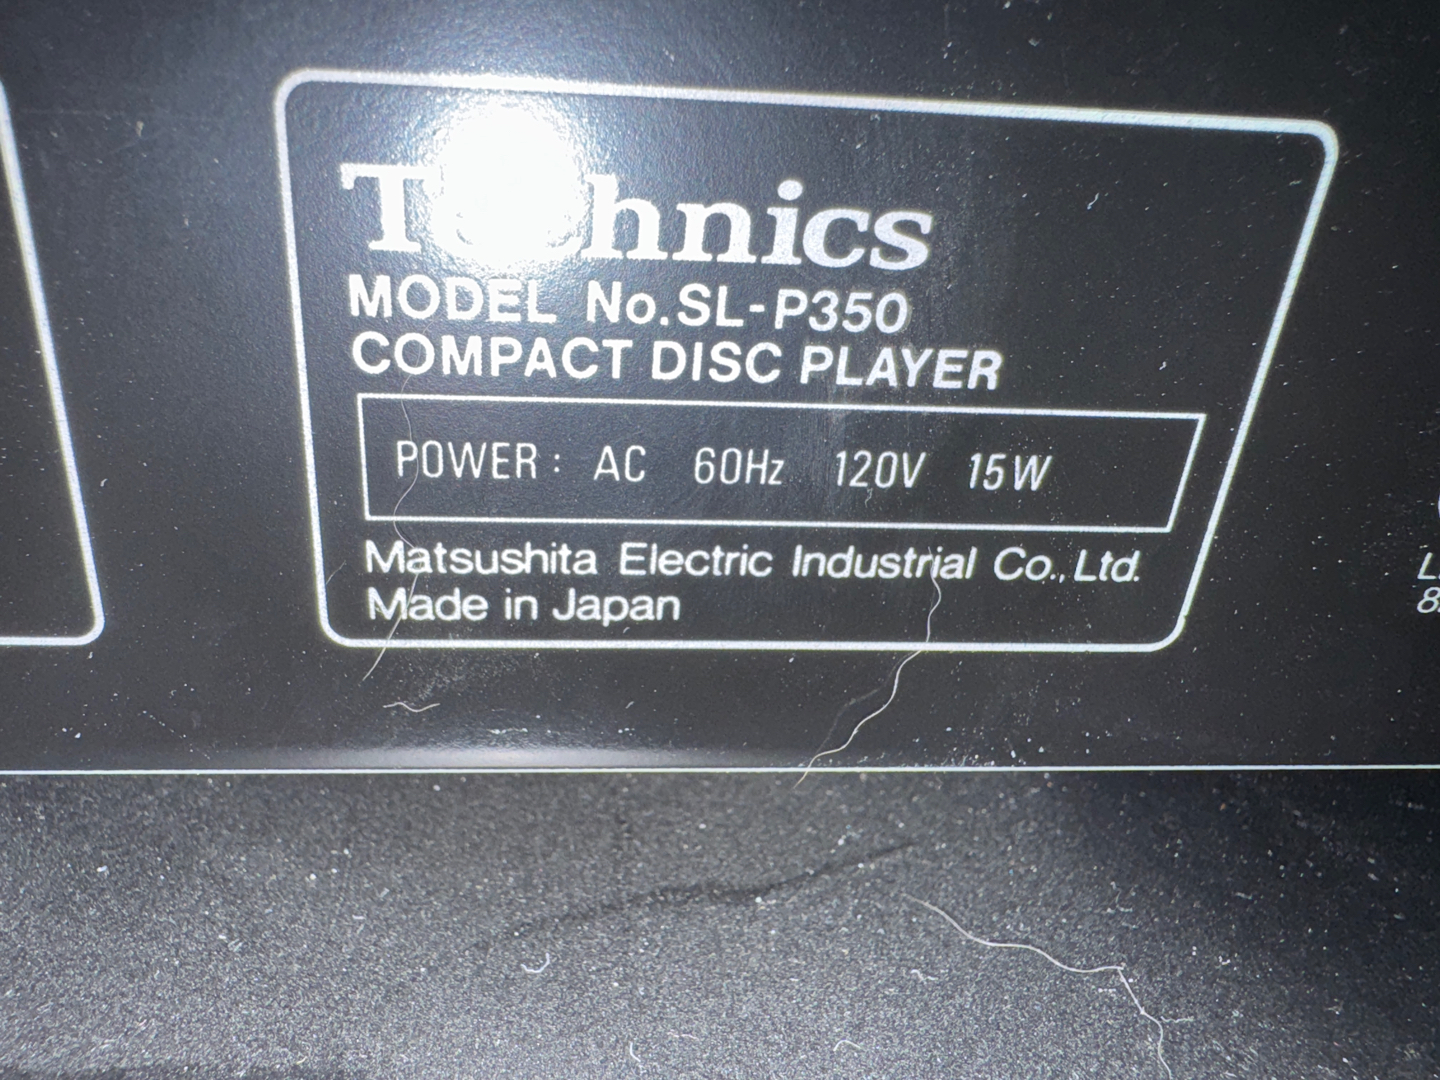 Technics
MODEL No.SL-P350
COMPACT DISC PLAYER
POWER: AC 60Hz 120V 15W
Matsushita Electric Industrial Co.,Ltd.
Made in Japan